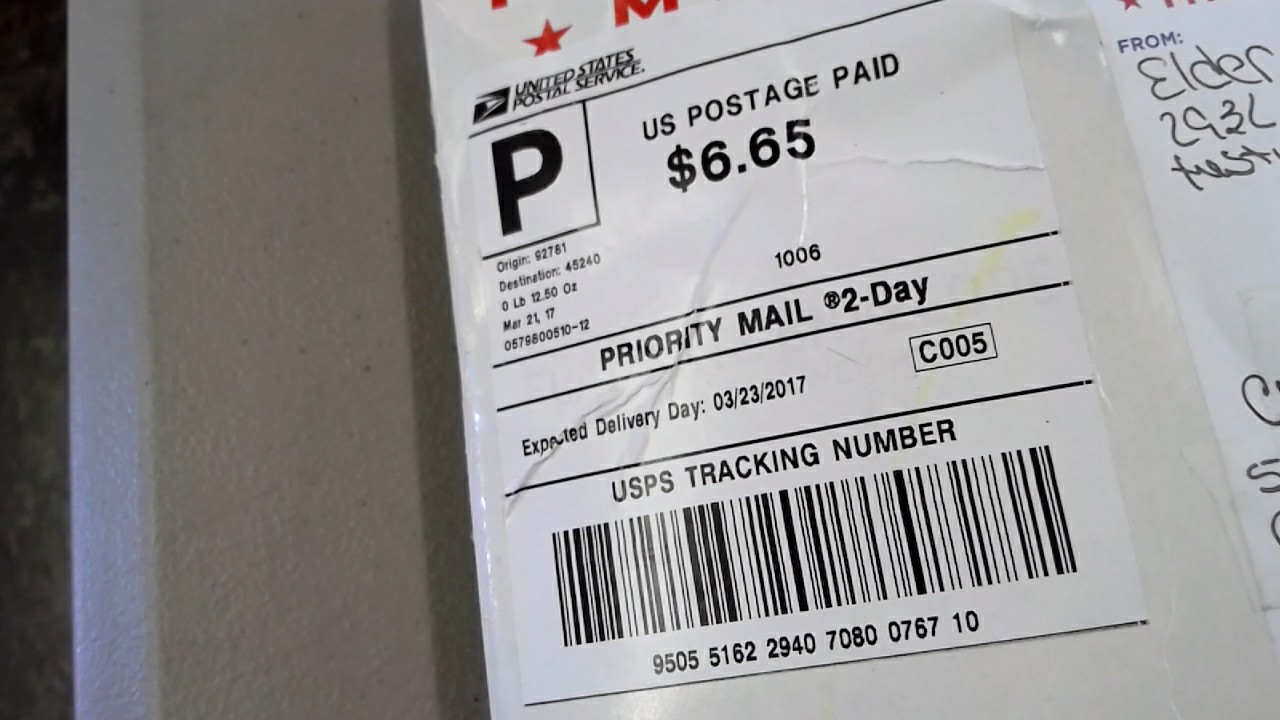 UNITED STATES
POSTAL SERVICE.
P
US POSTAGE PAID
$6.65
Origin: 92781
Destination: 45240
0 Lb 12.50 Oz
Mar 21, 17
0579800510-12
1006
PRIORITY MAIL ®2-Day
C005
Expected Delivery Day: 03/23/2017
USPS TRACKING NUMBER
9505 5162 2940 7080 0767 10
FROM:
Elder